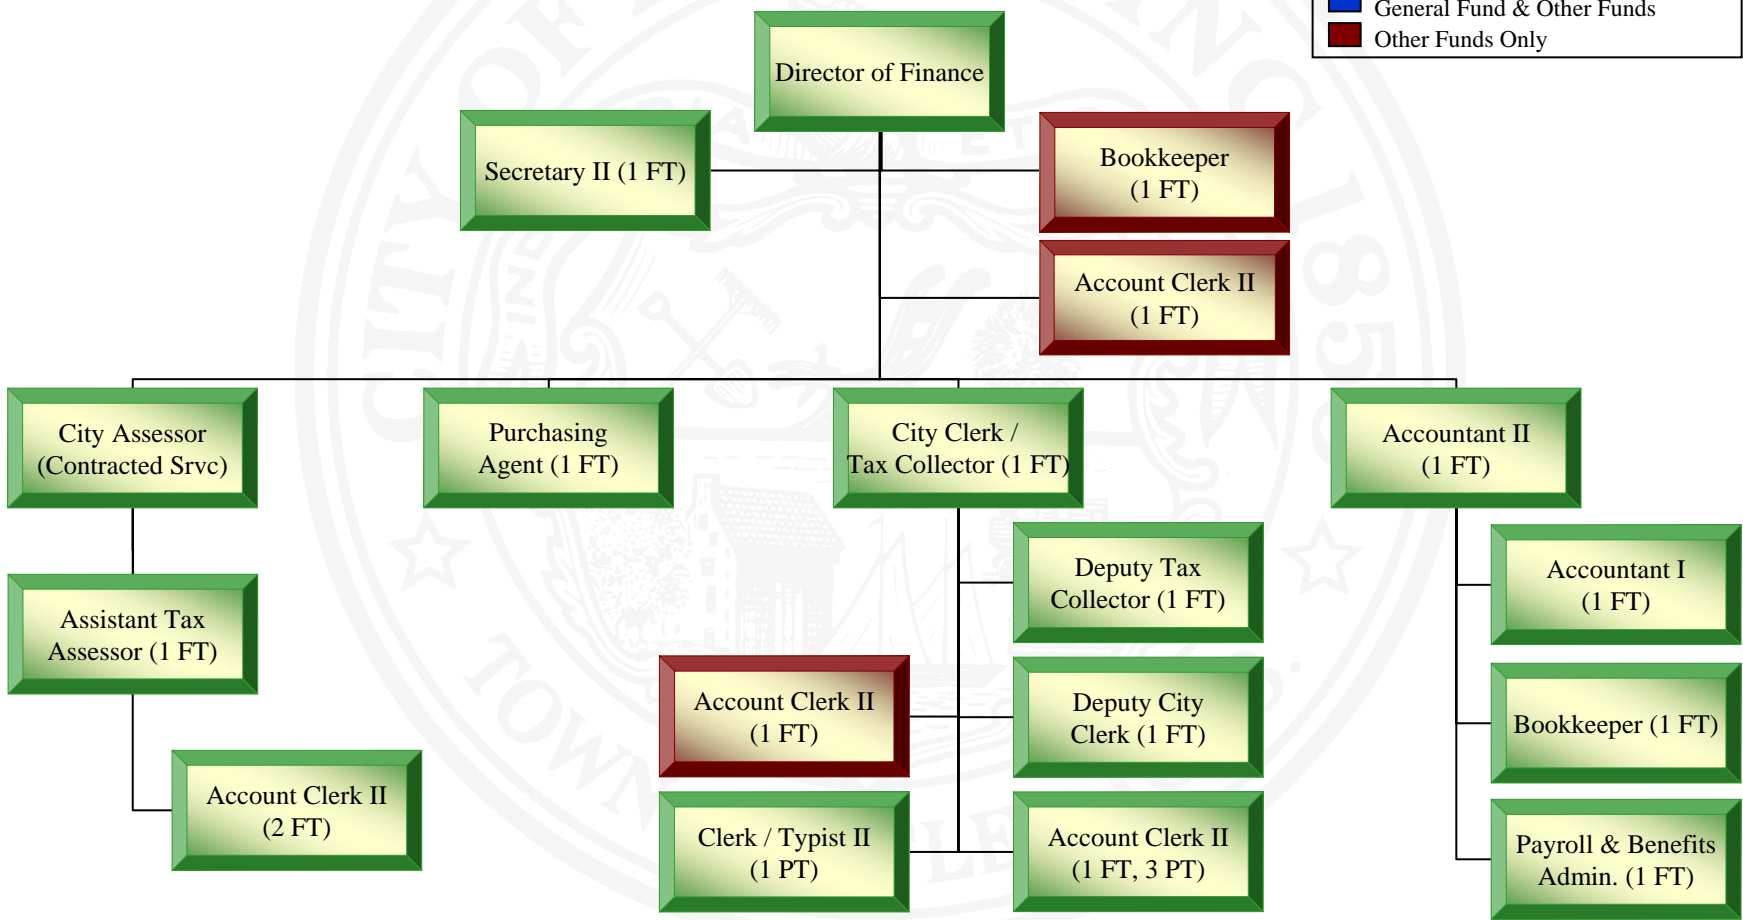 General Fund & Other Funds
Other Funds Only
Director of Finance
Secretary II (1 FT)
Bookkeeper
(1 FT)
Account Clerk II
(1 FT)
City Assessor
(Contracted Srvc)
Purchasing
Agent (1 FT)
City Clerk /
Tax Collector (1 FT)
Accountant II
(1 FT)
Assistant Tax
Assessor (1 FT)
Account Clerk II
(2 FT)
Deputy Tax
Collector (1 FT)
Account Clerk II
(1 FT)
Deputy City
Clerk (1 FT)
Clerk / Typist II
(1 PT)
Account Clerk II
(1 FT, 3 PT)
Accountant I
(1 FT)
Bookkeeper (1 FT)
Payroll & Benefits
Admin. (1 FT)
CITY OF
185
TOWN